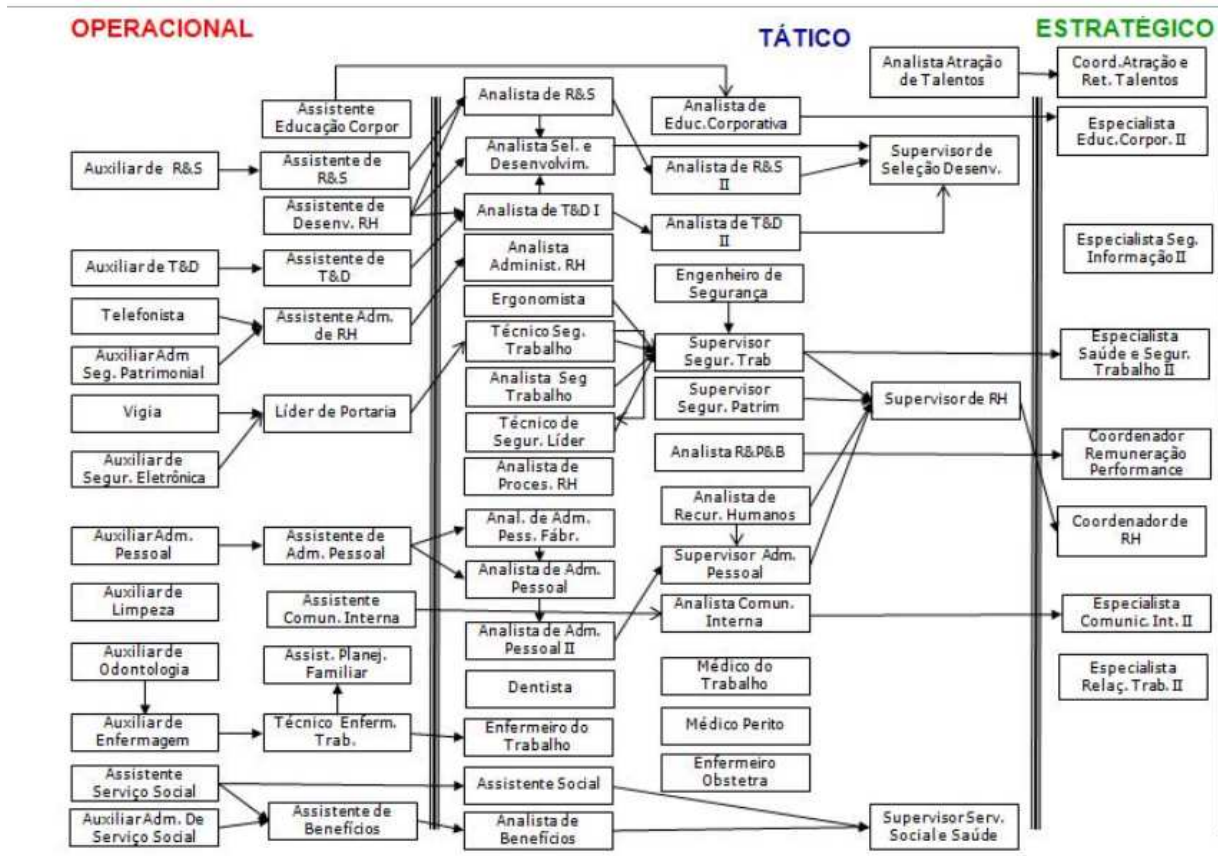 OPERACIONAL
TÁTICO
ESTRATÉGICO
Assistente
Educação Corpor
Auxiliar de R&S
Assistente de
R&S
Assistente de
Desenv. RH
Auxiliar de T&D
Assistente de
T&D
Telefonista
Assistente Adm.
de RH
Auxiliar Adm
Seg. Patrimonial
Vigia
Líder de Portaria
Auxiliar de
Segur. Eletrônica
Auxiliar Adm.
Pessoal
Assistente de
Adm. Pessoal
Auxiliar de
Limpeza
Assistente
Comun. Interna
Auxiliar de
Odontologia
Assist. Planej.
Familiar
Auxiliar de
Enfermagem
Técnico Enferm.
Trab.
Assistente
Serviço Social
Auxiliar Adm. De
Serviço Social
Assistente de
Benefícios
Analista de R&S
Analista Sel. e
Desenvolvim.
Analista de T&D I
Analista
Administ. RH
Ergonomista
Técnico Seg.
Trabalho
Analista Seg
Trabalho
Técnico de
Segur. Líder
Analista de
Proces. RH
Anal. de Adm.
Pess. Fábr.
Analista de Adm.
Pessoal
Analista de Adm.
Pessoal II
Dentista
Enfermeiro do
Trabalho
Assistente Social
Analista de
Benefícios
Analista de
Educ.Corporativa
Analista de R&S
II
Analista de T&D
II
Engenheiro de
Segurança
Supervisor
Segur. Trab
Supervisor
Segur. Patrim
Analista R&P&B
Analista de
Recur. Humanos
Supervisor Adm.
Pessoal
Analista Comun.
Interna
Médico do
Trabalho
Médico Perito
Enfermeiro
Obstetra
Analista Atração
de Talentos
Supervisor de
Seleção Desenv.
Supervisor de RH
Supervisor Serv.
Social e Saúde
Coord.Atração e
Ret. Talentos
Especialista
Educ.Corpor. II
Especialista Seg.
Informação II
Especialista
Saúde e Segur.
Trabalho II
Coordenador
Remuneração
Performance
Coordenador de
RH
Especialista
Comunic. Int. II
Especialista
Relaç. Trab. II